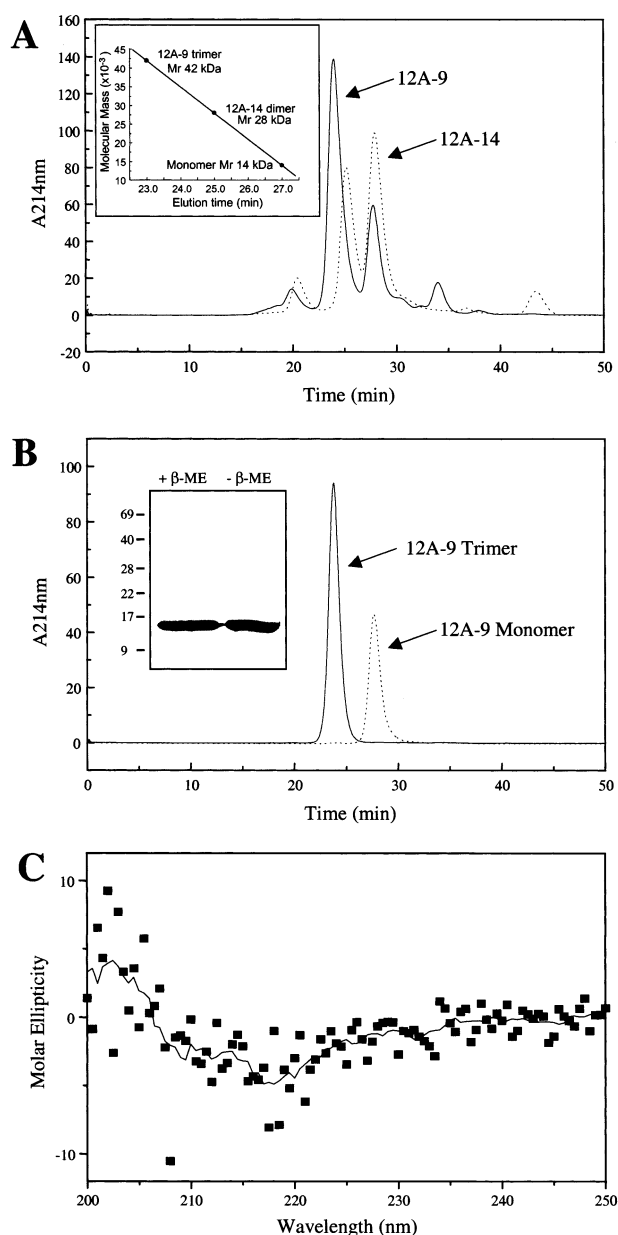 A
160
140
120
100
80
60
40
20
0
-20
A214nm
0
10
20
30
40
50
Time (min)
12A-9
12A-14
45
40
35
30
25
20
15
10
Molecular Mass (x10-3)
23.0
24.0
25.0
26.0
27.0
Elution time (min)
12A-9 trimer
Mr 42 kDa
12A-14 dimer
Mr 28 kDa
Monomer Mr 14 kDa
B
100
80
60
40
20
0
A214nm
0
10
20
30
40
50
Time (min)
+ β-ME - β-ME
69
40
28
22
17
9
12A-9 Trimer
12A-9 Monomer
C
10
0
-10
Molar Ellipticity
200
210
220
230
240
250
Wavelength (nm)